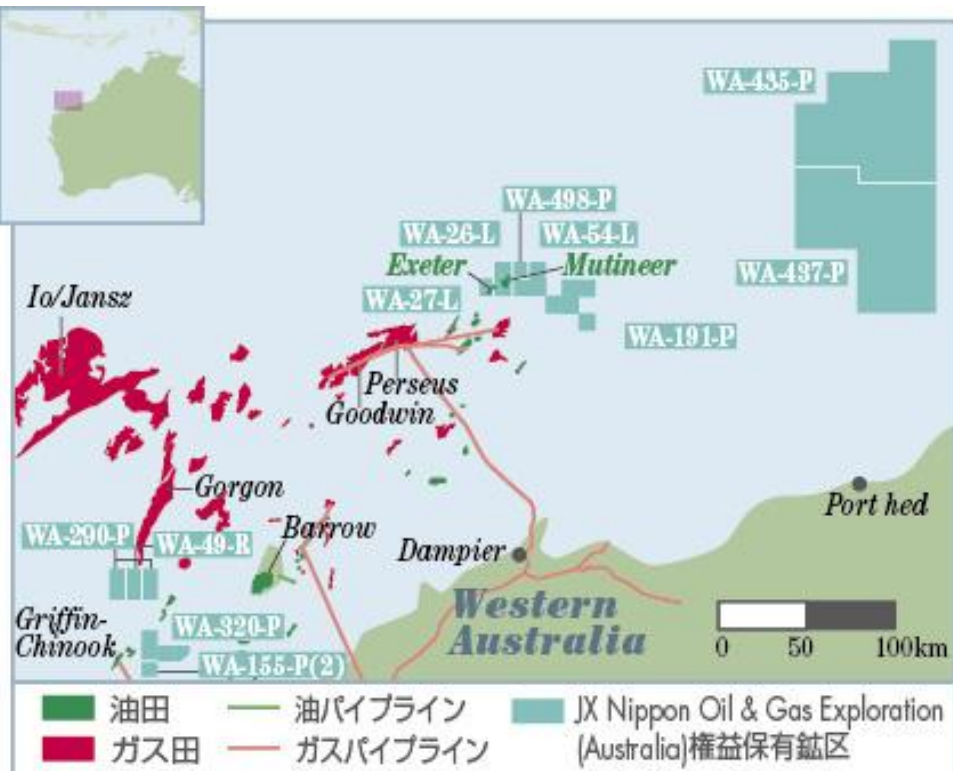 WA-435-P
WA-498-P
WA-26-L
WA-54-L
Exeter
Mutineer
WA-437-P
WA-27-L
Io/Jansz
WA-191-P
Perseus
Goodwin
Gorgon
Port hed
Barrow
WA-290-P
WA-49-R
Dampier
Griffin-
Chinook
WA-320-P
Western
Australia
WA-155-P(2)
0 50 100km
油田
油パイプライン
JX Nippon Oil & Gas Exploration
ガス田
ガスパイプライン
(Australia)権益保有鉱区